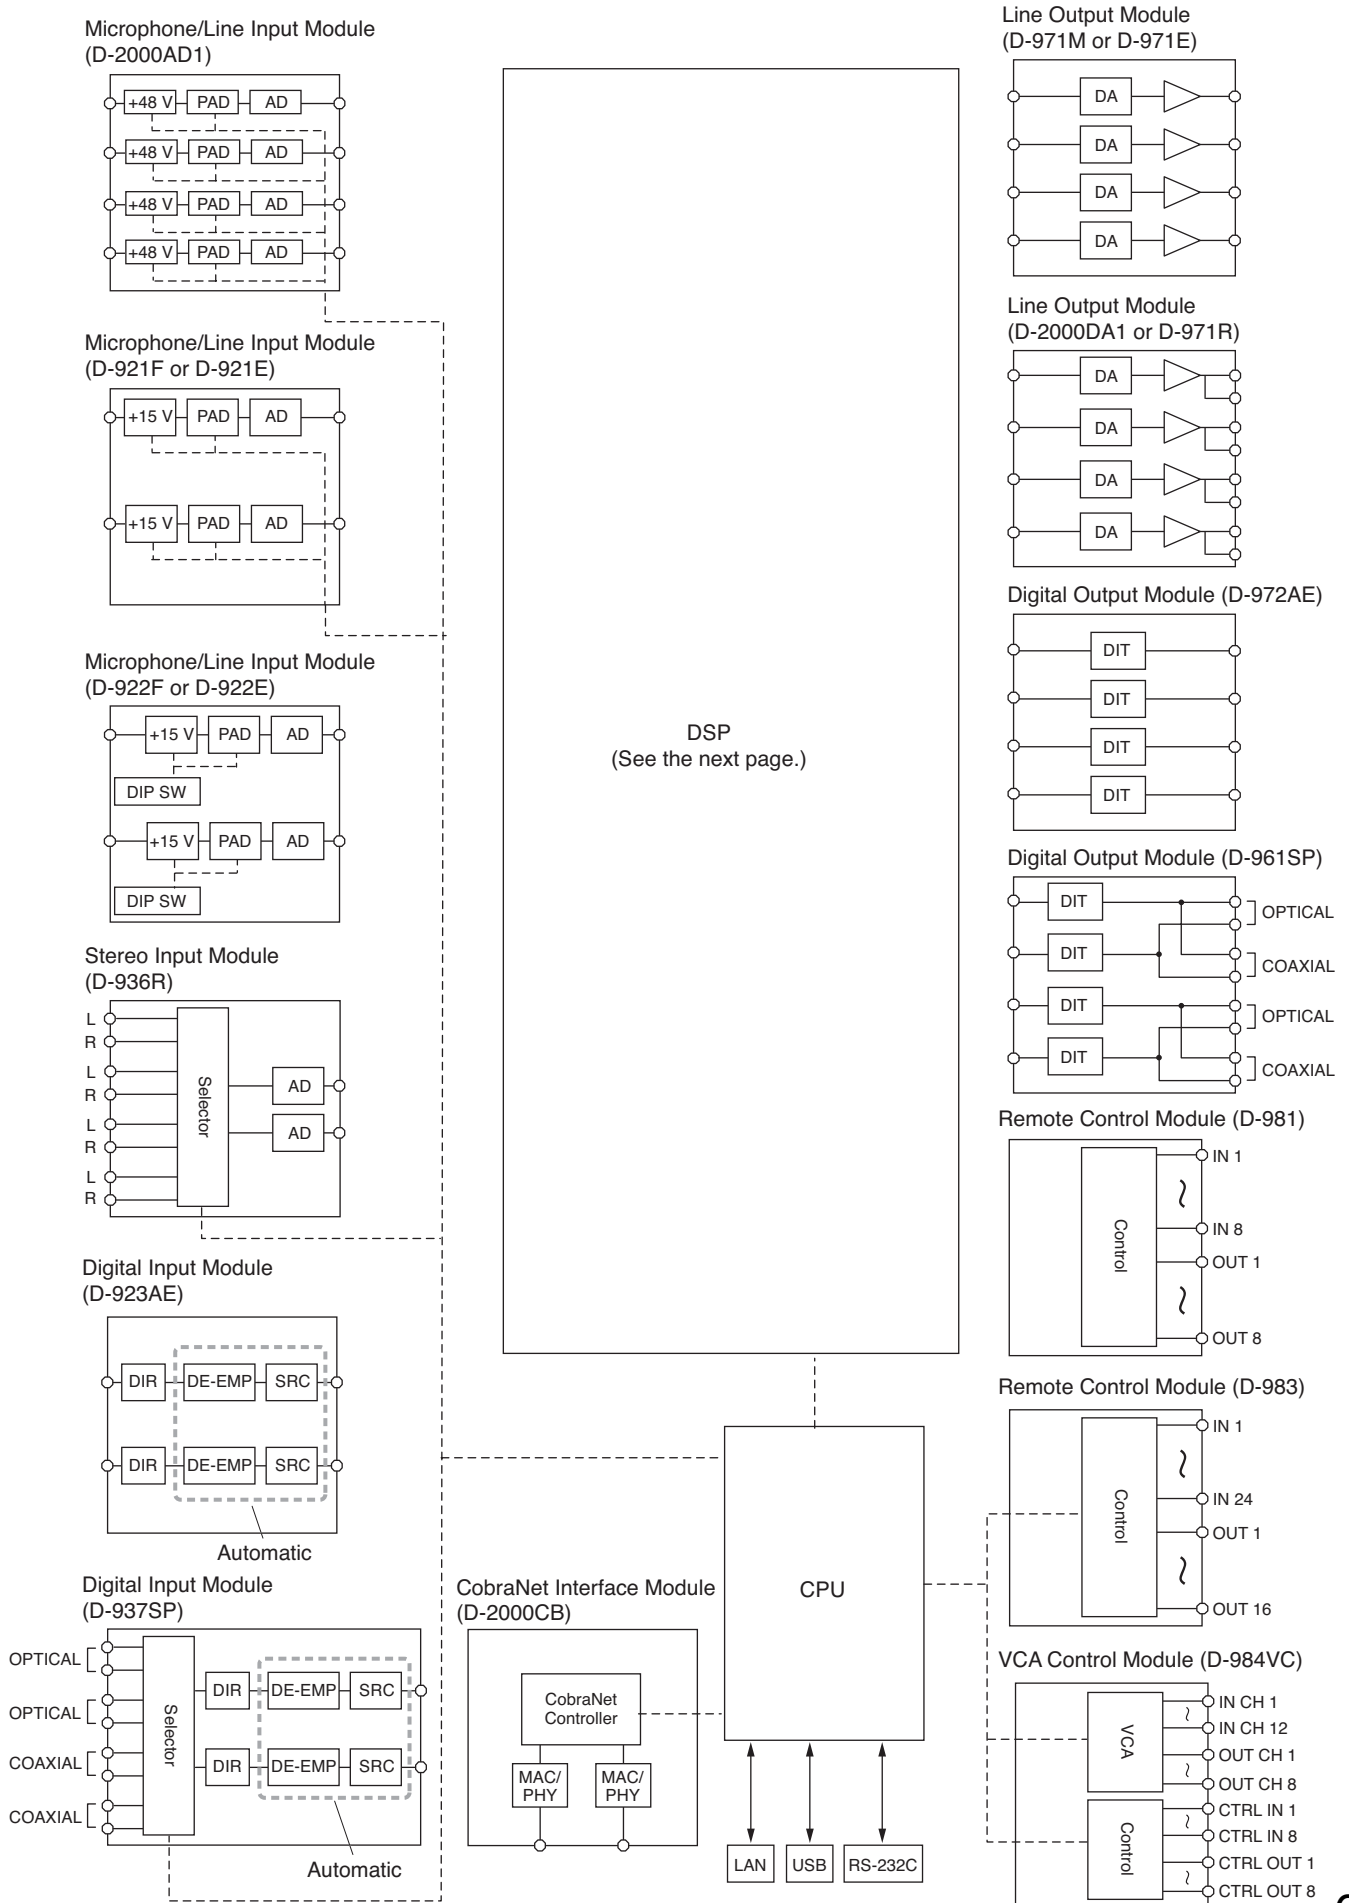 Microphone/Line Input Module
(D-2000AD1)
+48 V PAD AD
+48 V PAD AD
+48 V PAD AD
+48 V PAD AD
Microphone/Line Input Module
(D-921F or D-921E)
+15 V PAD AD
+15 V PAD AD
Microphone/Line Input Module
(D-922F or D-922E)
+15 V PAD AD
DIP SW
+15 V PAD AD
DIP SW
Stereo Input Module
(D-936R)
L
R
L
R
L
R
L
R
Selector
AD
AD
Digital Input Module
(D-923AE)
DIR DE-EMP SRC
DIR DE-EMP SRC
Automatic
Digital Input Module
(D-937SP)
OPTICAL
OPTICAL
COAXIAL
COAXIAL
Selector
DIR DE-EMP SRC
DIR DE-EMP SRC
Automatic
DSP
(See the next page.)
CobraNet Interface Module
(D-2000CB)
CobraNet
Controller
MAC/
PHY
MAC/
PHY
CPU
LAN
USB
RS-232C
Line Output Module
(D-971M or D-971E)
DA
DA
DA
DA
Line Output Module
(D-2000DA1 or D-971R)
DA
DA
DA
DA
Digital Output Module (D-972AE)
DIT
DIT
DIT
DIT
Digital Output Module (D-961SP)
DIT
DIT
DIT
DIT
OPTICAL
COAXIAL
OPTICAL
COAXIAL
Remote Control Module (D-981)
Control
IN 1
IN 8
OUT 1
OUT 8
Remote Control Module (D-983)
Control
IN 1
IN 24
OUT 1
OUT 16
VCA Control Module (D-984VC)
VCA
IN CH 1
IN CH 12
OUT CH 1
OUT CH 8
Control
CTRL IN 1
CTRL IN 8
CTRL OUT 1
CTRL OUT 8